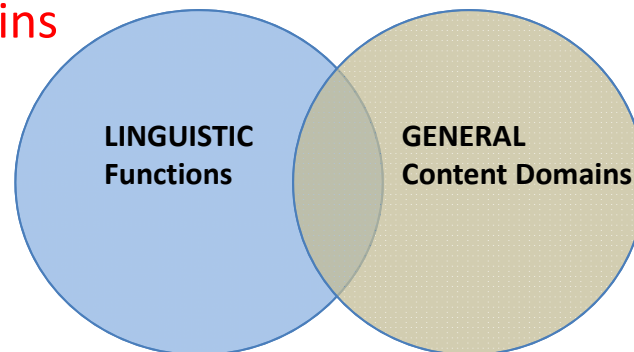 ins
LINGUISTIC
Functions
GENERAL
Content Domains